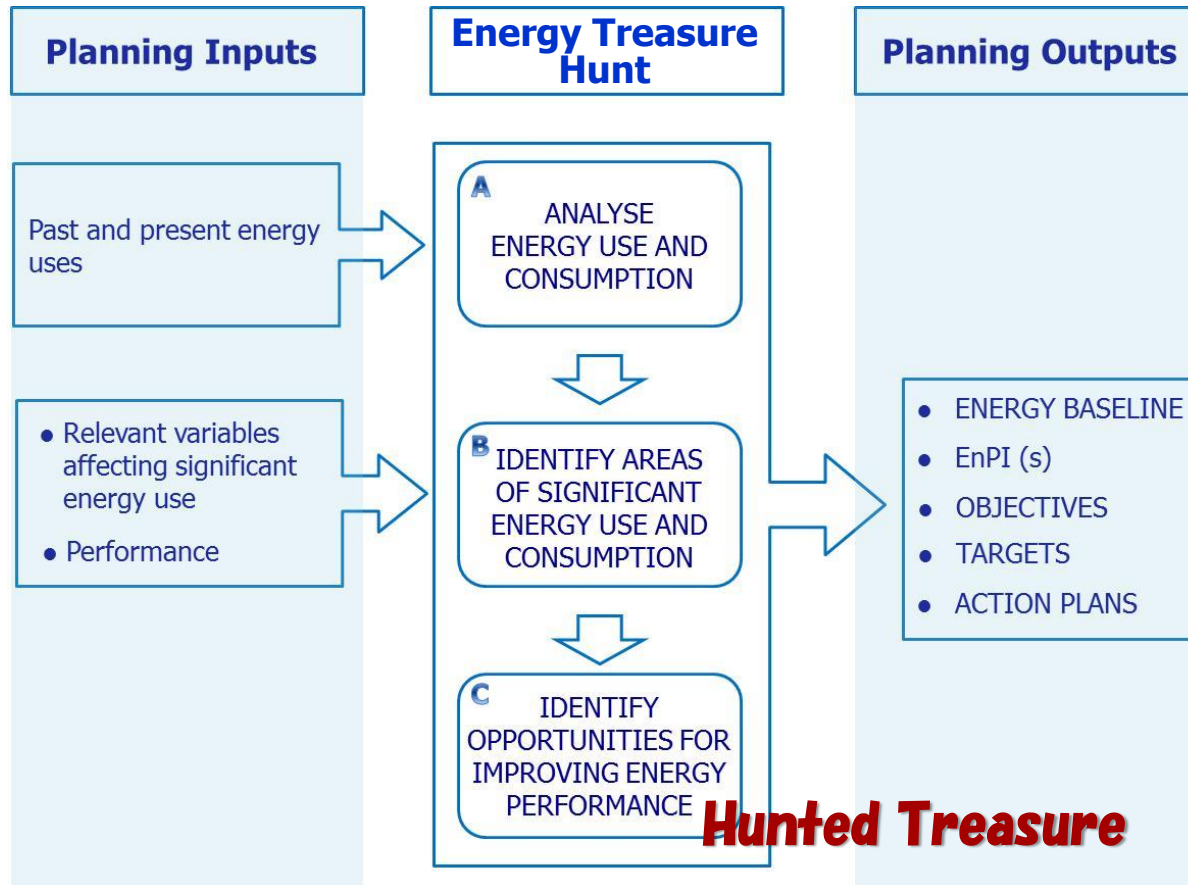 Planning Inputs
Energy Treasure
Hunt
Planning Outputs
Past and present energy
uses
● Relevant variables
affecting significant
energy use
● Performance
A
ANALYSE
ENERGY USE AND
CONSUMPTION
B
IDENTIFY AREAS
OF SIGNIFICANT
ENERGY USE AND
CONSUMPTION
C
IDENTIFY
OPPORTUNITIES FOR
IMPROVING ENERGY
PERFORMANCE
Hunted Treasure
● ENERGY BASELINE
● EnPI (s)
● OBJECTIVES
● TARGETS
● ACTION PLANS